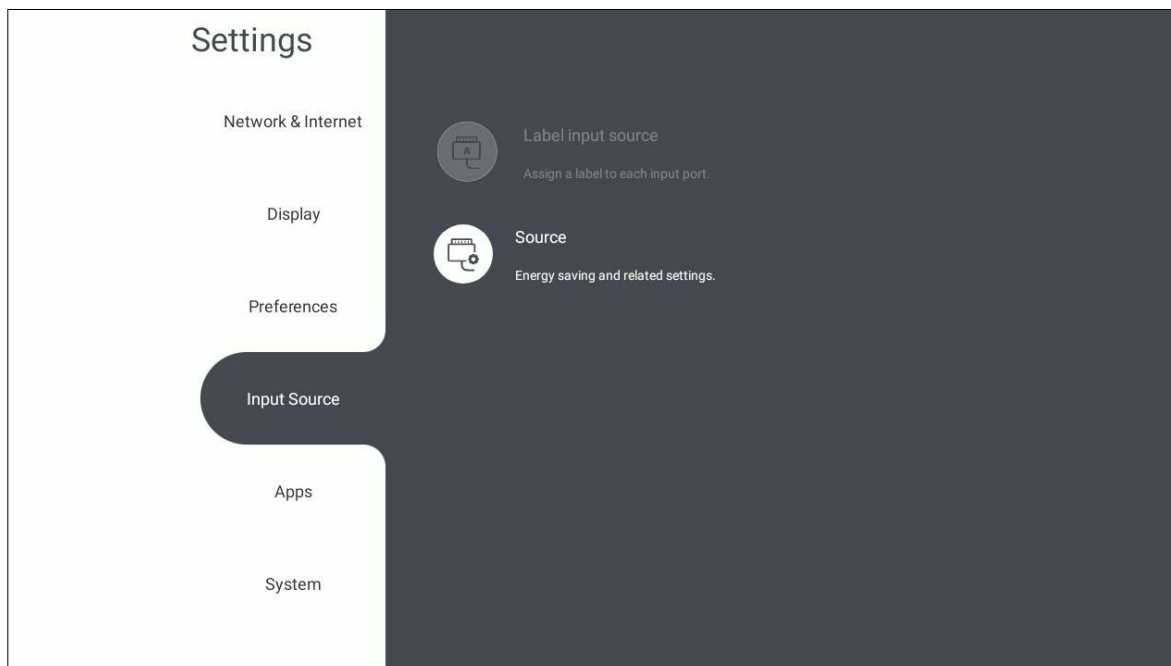 Settings
Network & Internet
Display
Preferences
Input Source
Apps
System
A
Label input source
Assign a label to each input port.
Source
Energy saving and related settings.